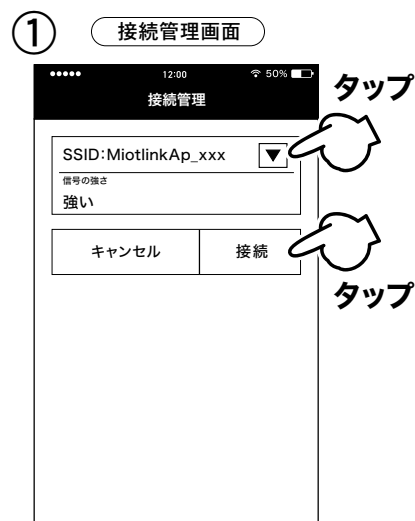 ① 接続管理画面
12:00 50%
接続管理
タップ
SSID:MiotlinkAp_xxx ▼
信号の強さ
強い
キャンセル 接続
タップ